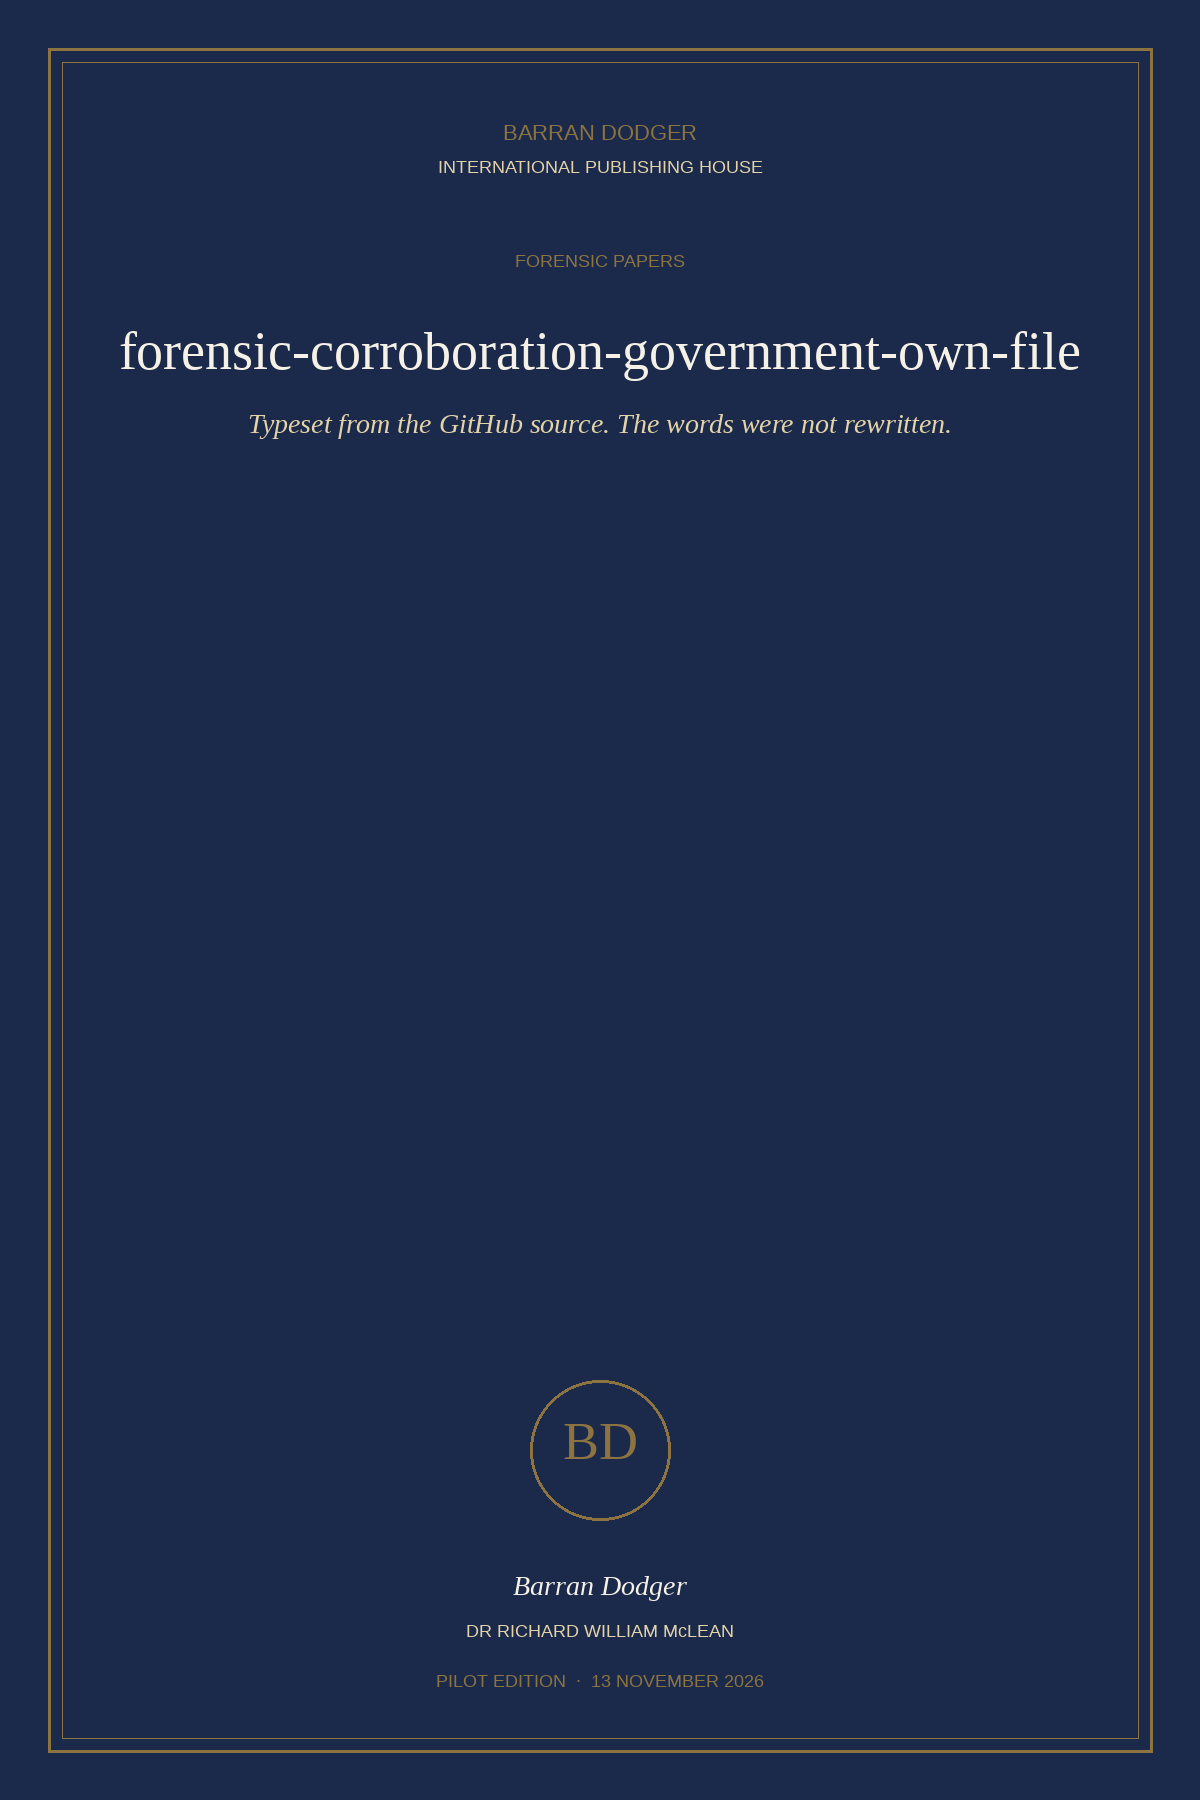 BARRAN DODGER
INTERNATIONAL PUBLISHING HOUSE
FORENSIC PAPERS
forensic-corroboration-government-own-file
Typeset from the GitHub source. The words were not rewritten.
BD
Barran Dodger
DR RICHARD WILLIAM McLEAN
PILOT EDITION · 13 NOVEMBER 2026